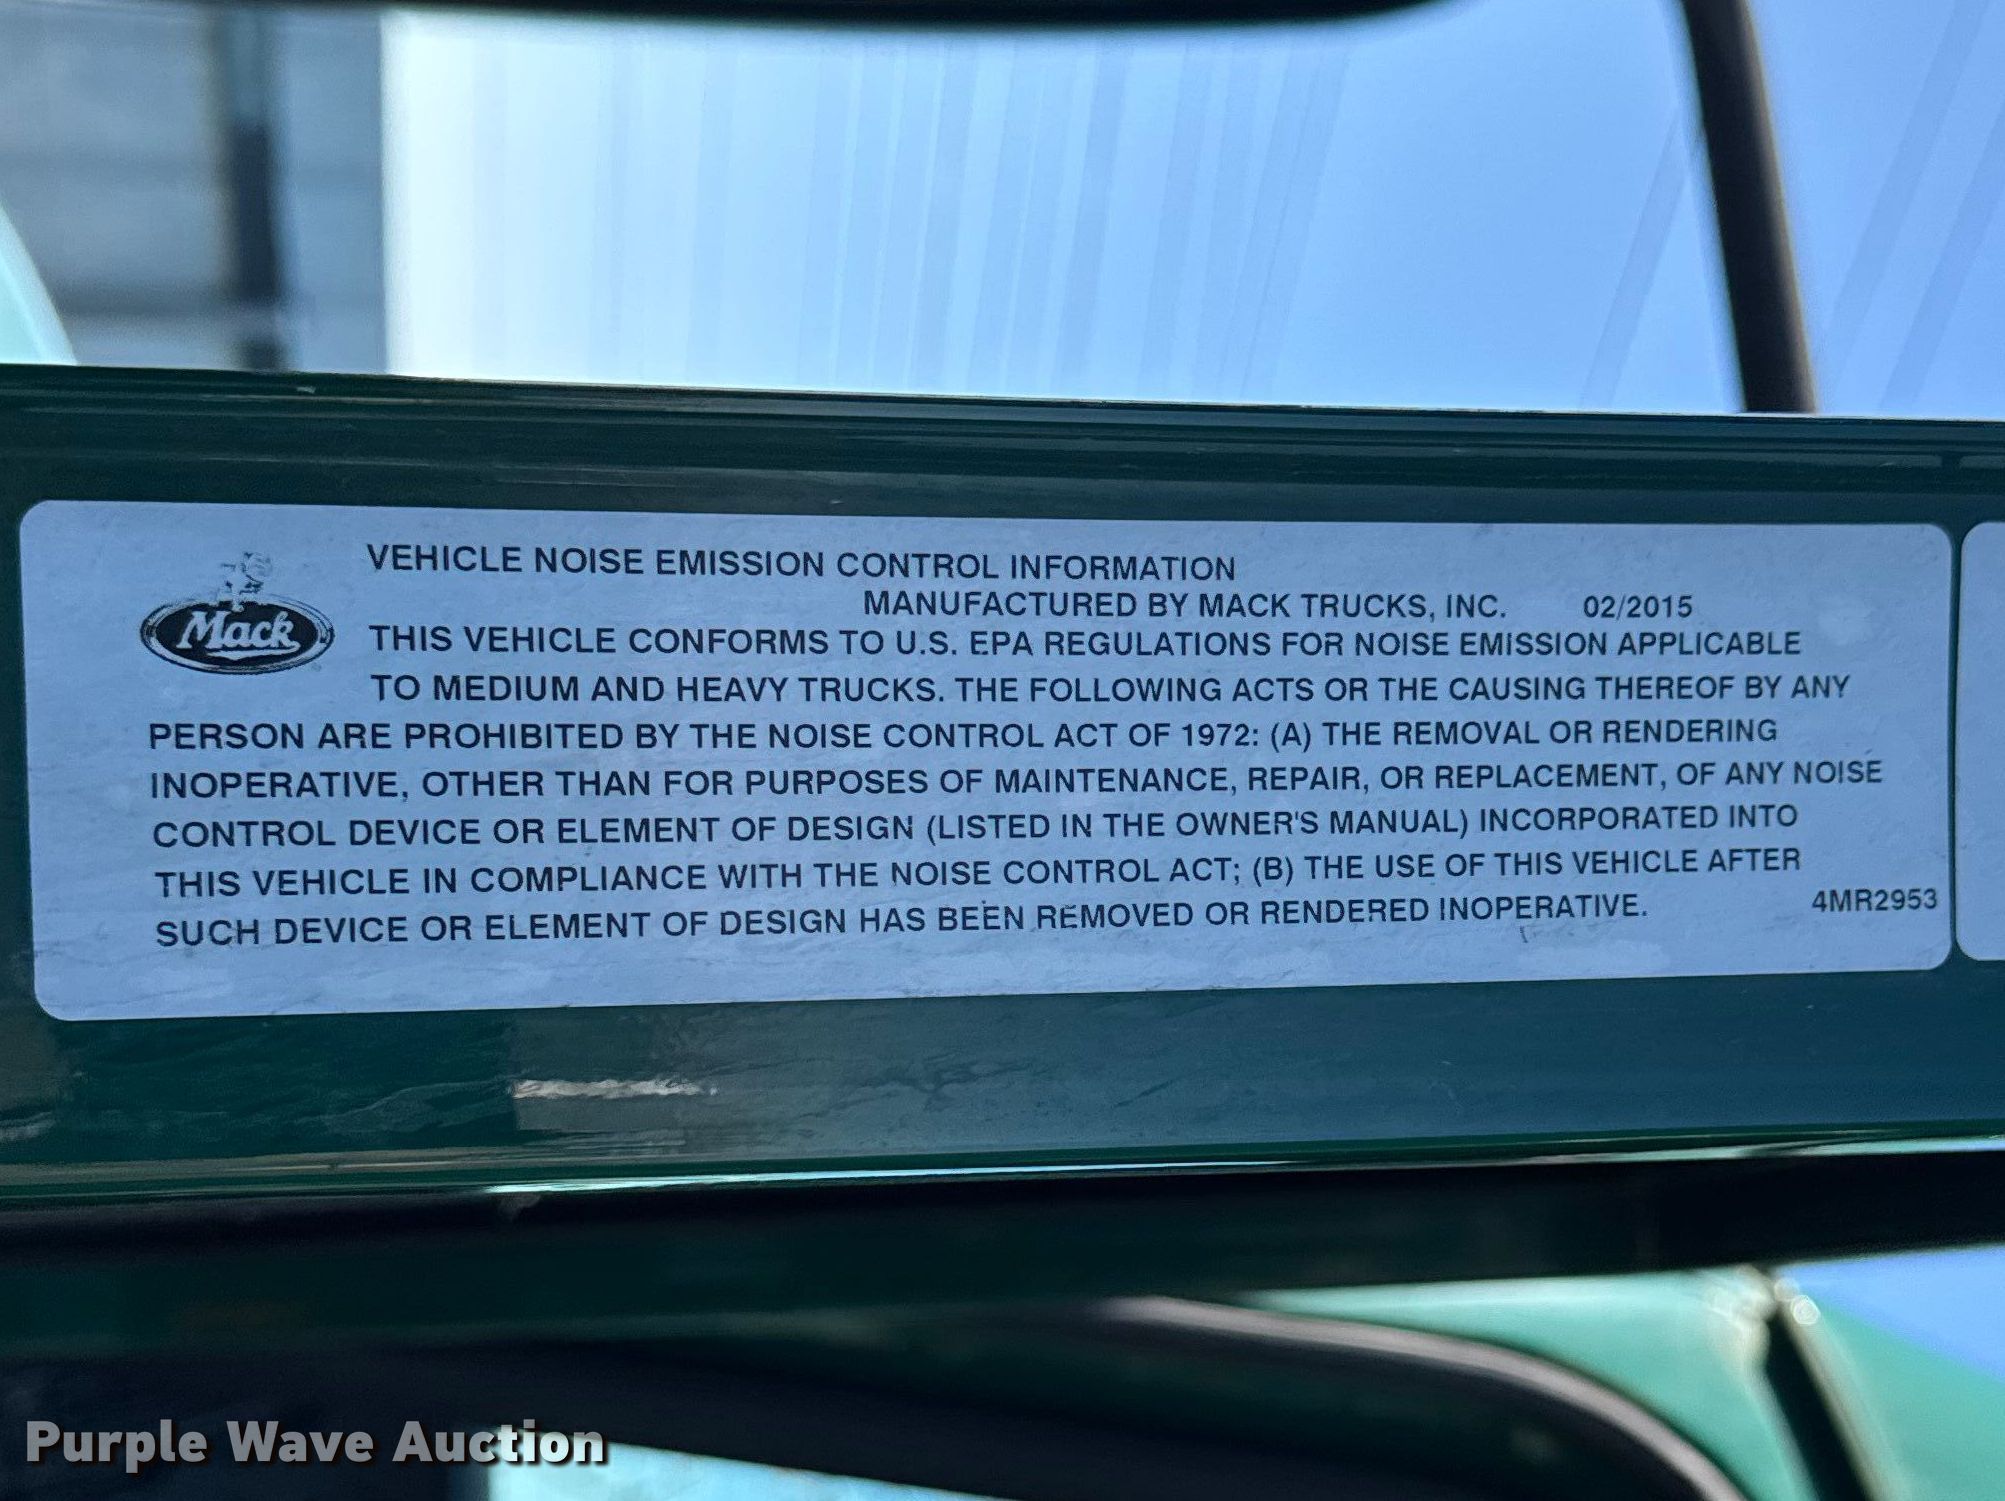 VEHICLE NOISE EMISSION CONTROL INFORMATION
MANUFACTURED BY MACK TRUCKS, INC. 02/2015
Mack
THIS VEHICLE CONFORMS TO U.S. EPA REGULATIONS FOR NOISE EMISSION APPLICABLE
TO MEDIUM AND HEAVY TRUCKS. THE FOLLOWING ACTS OR THE CAUSING THEREOF BY ANY
PERSON ARE PROHIBITED BY THE NOISE CONTROL ACT OF 1972: (A) THE REMOVAL OR RENDERING
INOPERATIVE, OTHER THAN FOR PURPOSES OF MAINTENANCE, REPAIR, OR REPLACEMENT, OF ANY NOISE
CONTROL DEVICE OR ELEMENT OF DESIGN (LISTED IN THE OWNER'S MANUAL) INCORPORATED INTO
THIS VEHICLE IN COMPLIANCE WITH THE NOISE CONTROL ACT; (B) THE USE OF THIS VEHICLE AFTER
SUCH DEVICE OR ELEMENT OF DESIGN HAS BEEN REMOVED OR RENDERED INOPERATIVE. 4MR2953
Purple Wave Auction